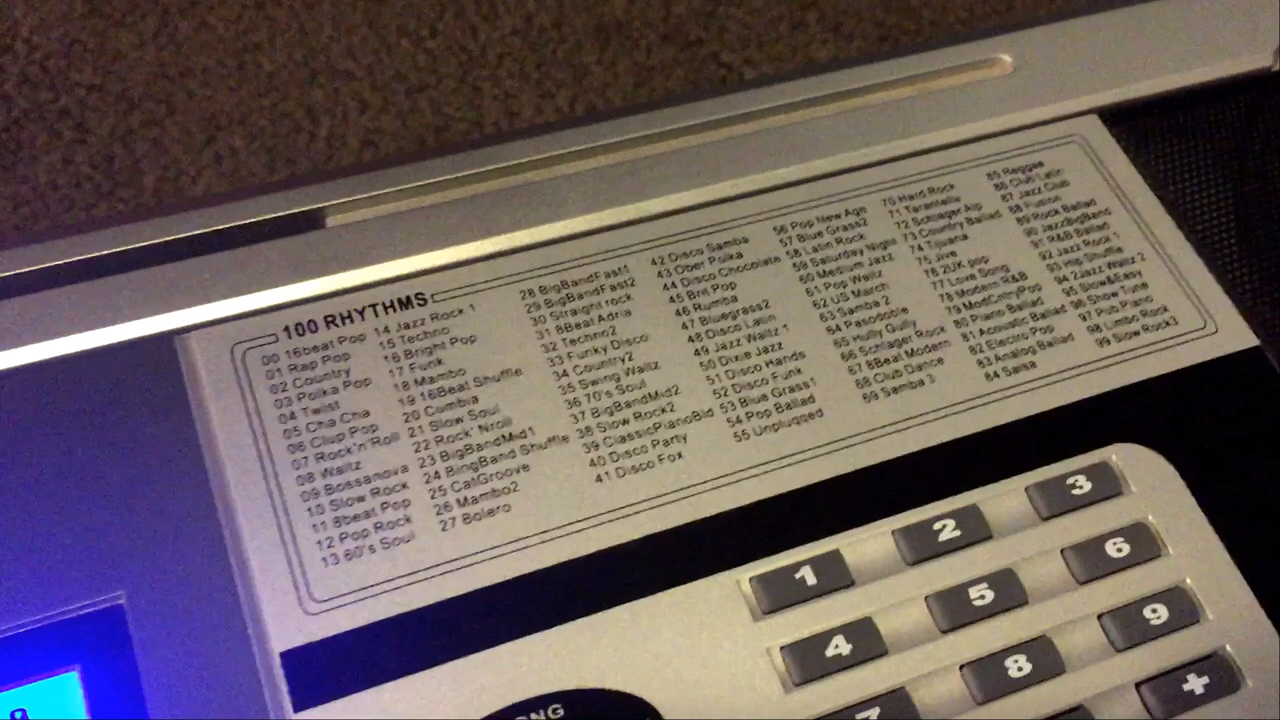 100 RHYTHMS
00 16beat Pop
01 Rap Pop
02 Country
03 Polka Pop
04 Twist
05 Cha Cha
06 Clup Pop
07 Rock'n'Roll
08 Waltz
09 Bossanova
10 Slow Rock
11 8beat Pop
12 Pop Rock
13 60's Soul
14 Jazz Rock 1
15 Techno
16 Bright Pop
17 Funk
18 Mambo
19 16Beat Shuffle
20 Cumbia
21 Slow Soul
22 Rock' Nroll
23 BigBandMid1
24 BingBand Shuffle
25 CatGroove
26 Mambo2
27 Bolero
28 BigBandFast1
29 BigBandFast2
30 Straight rock
31 8Beat Adria
32 Techno2
33 Funky Disco
34 Country2
35 Swing Waltz
36 70's Soul
37 BigBandMid2
38 Slow Rock2
39 ClassicPianoBld
40 Disco Party
41 Disco Fox
42 Disco Samba
43 Ober Polka
44 Disco Chocolate
45 Brit Pop
46 Rumba
47 Bluegrass2
48 Disco Latin
49 Jazz Waltz 1
50 Dixie Jazz
51 Disco Hands
52 Disco Funk
53 Blue Grass1
54 Pop Ballad
55 Unplugged
56 Pop New Age
57 Blue Grass2
58 Latin Rock
59 Saturday Night
60 Medium Jazz
61 Pop Waltz
62 US March
63 Samba 2
64 Pasodoble
65 Hully Gully
66 Schlager Rock
67 8Beat Modern
68 Club Dance
69 Samba 3
70 Hard Rock
71 Tarantella
72 Schlager Alp
73 Country Ballad
74 Tijuana
75 Jive
76 2UK pop
77 Love Song
78 Modern R&B
79 ModCntryPop
80 Piano Ballad
81 Acoustic Ballad
82 Electro Pop
83 Analog Ballad
84 Salsa
85 Reggae
86 Club Latin
87 Jazz Club
88 Fusion
89 Rock Ballad
90 JazzBigBand
91 R&B Ballad
92 Jazz Rock 1
93 Hip Shuffle
94 Jazz Waltz 2
95 Slow&Easy
96 Show Tune
97 Pub Piano
98 Limbo Rock
99 Slow Rock3
1 2 3
4 5 6
7 8 9
+